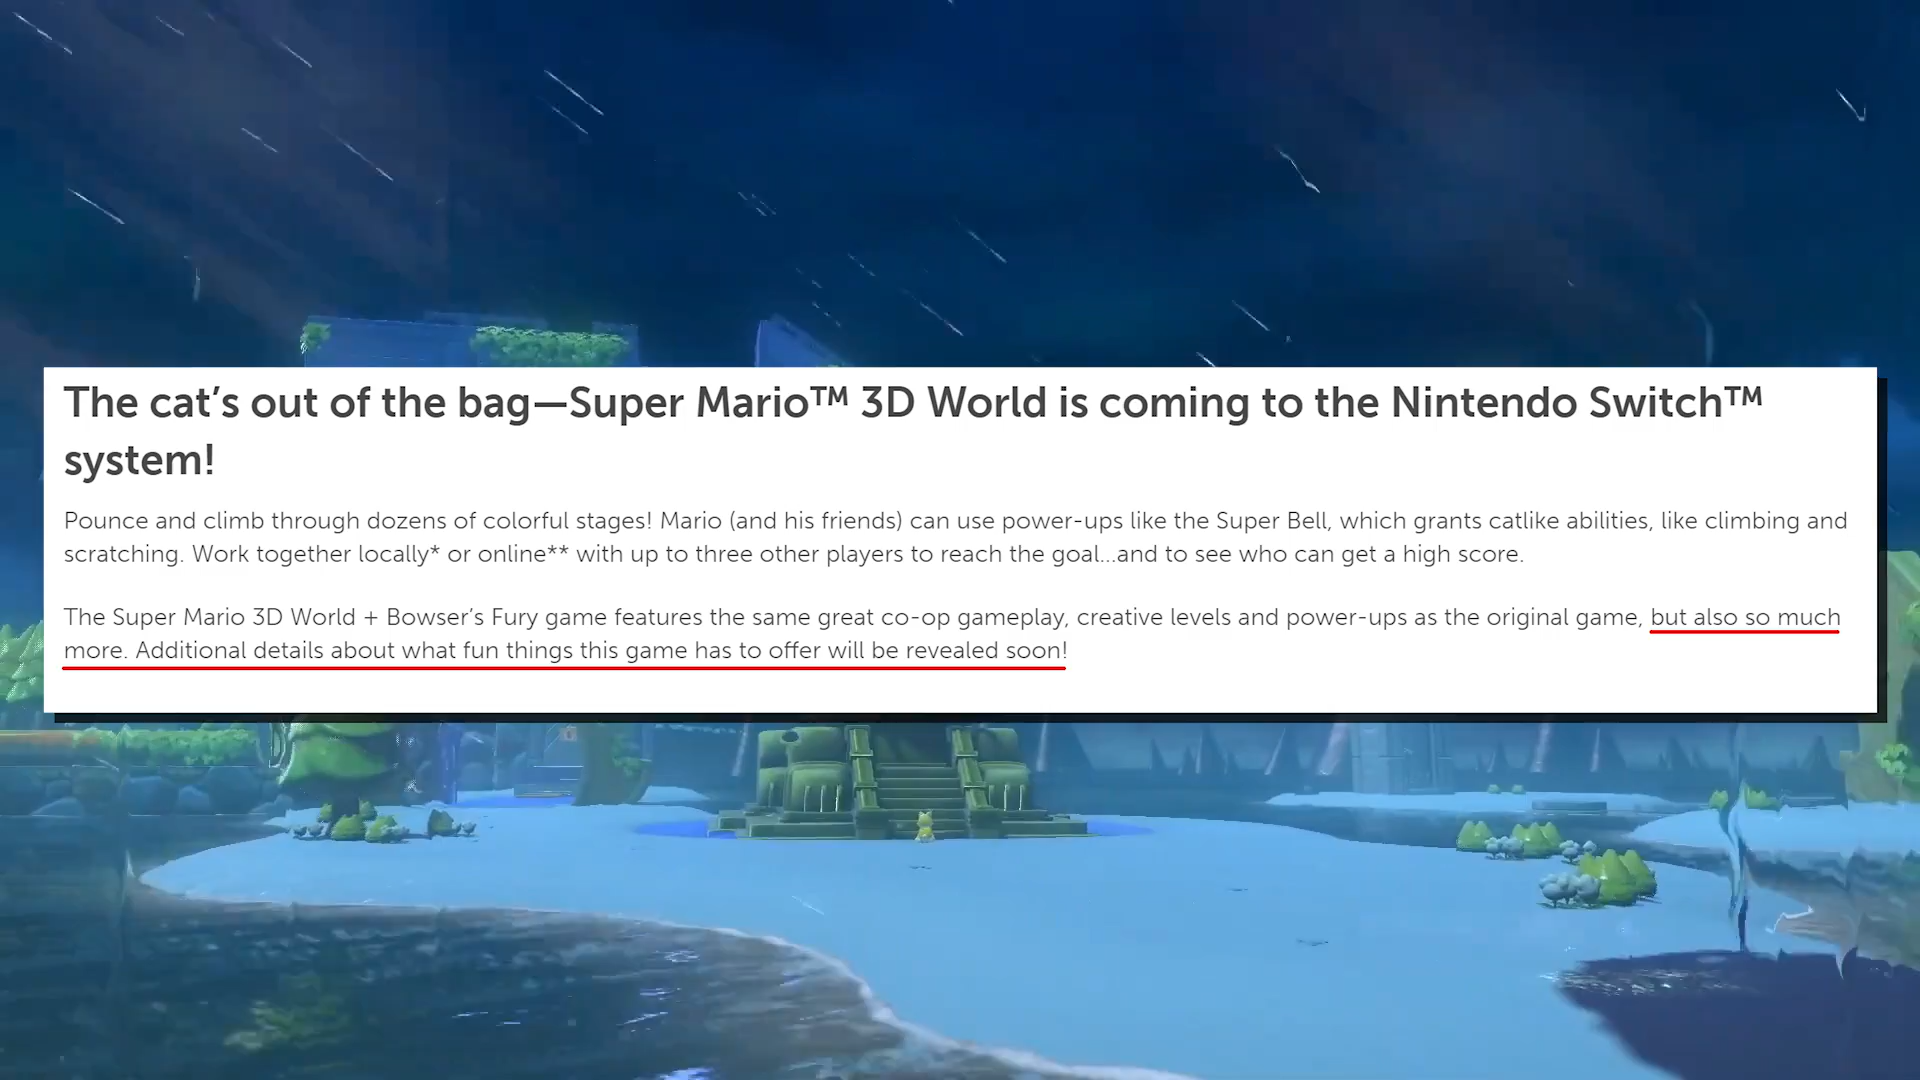 The cat’s out of the bag—Super Mario™ 3D World is coming to the Nintendo Switch™
system!
Pounce and climb through dozens of colorful stages! Mario (and his friends) can use power-ups like the Super Bell, which grants catlike abilities, like climbing and
scratching. Work together locally* or online** with up to three other players to reach the goal...and to see who can get a high score.
The Super Mario 3D World + Bowser’s Fury game features the same great co-op gameplay, creative levels and power-ups as the original game, but also so much
more. Additional details about what fun things this game has to offer will be revealed soon!